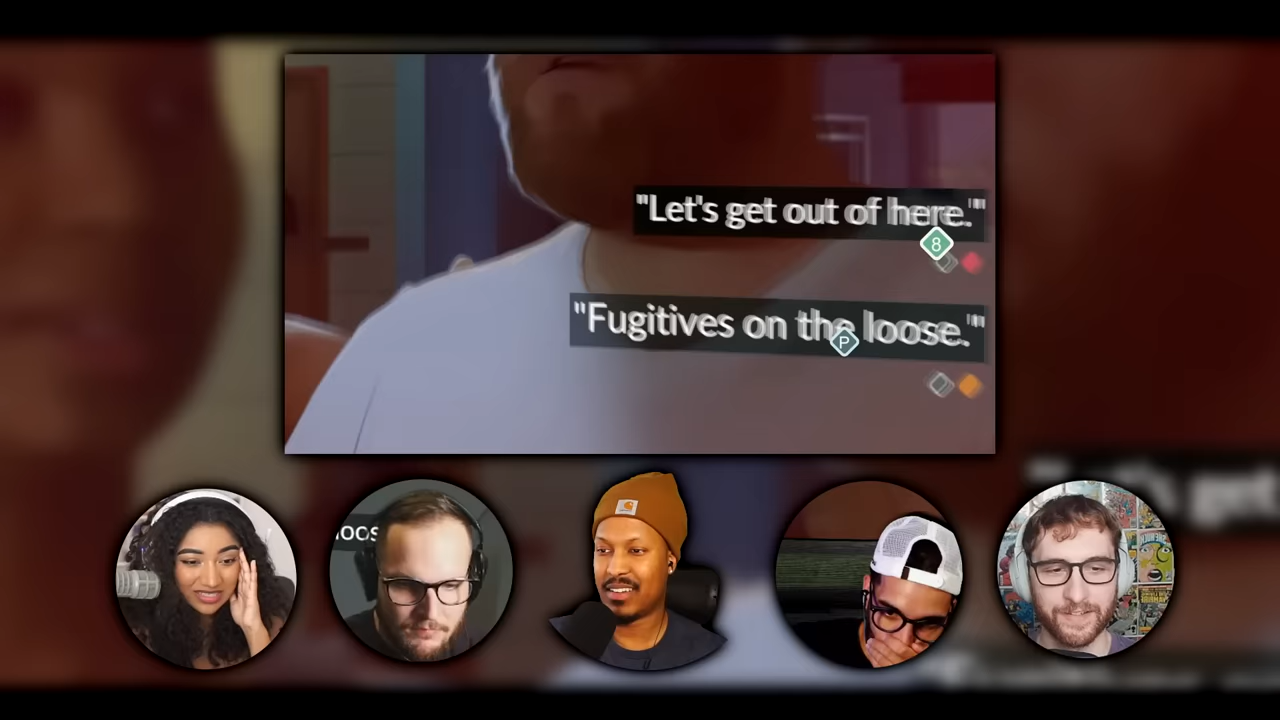 "Let's get out of here."
8
"Fugitives on the loose."
P